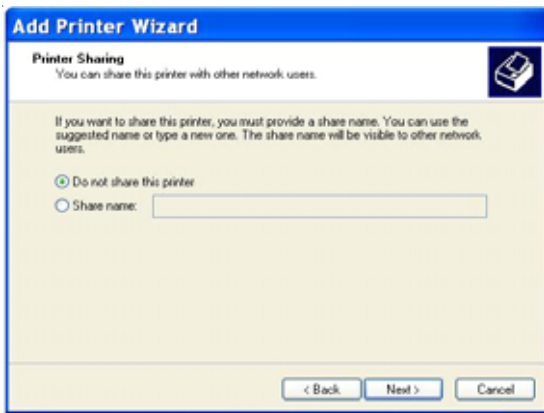 Add Printer Wizard
Printer Sharing
You can share this printer with other network users.
If you want to share this printer, you must provide a share name. You can use the
suggested name or type a new one. The share name will be visible to other network
users.
Do not share this printer
Share name:
< Back
Next >
Cancel